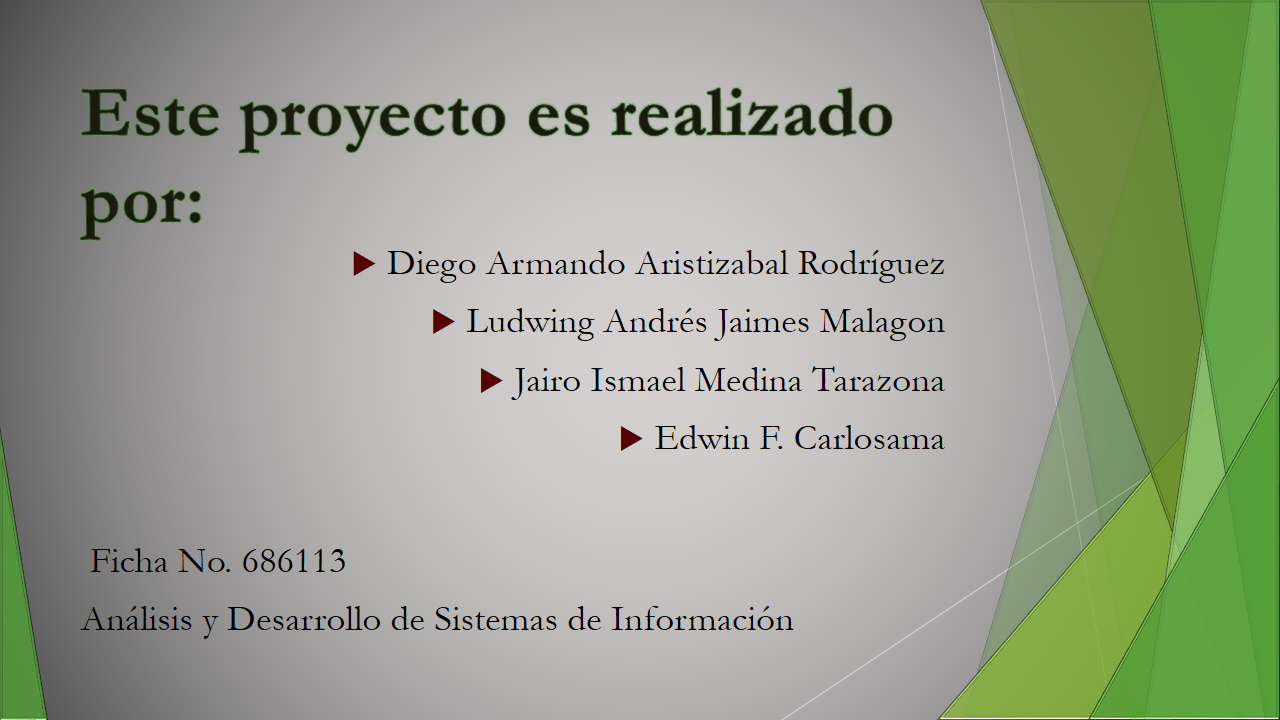 Este proyecto es realizado
por:
Diego Armando Aristizabal Rodríguez
Ludwing Andrés Jaimes Malagon
Jairo Ismael Medina Tarazona
Edwin F. Carlosama
Ficha No. 686113
Análisis y Desarrollo de Sistemas de Información